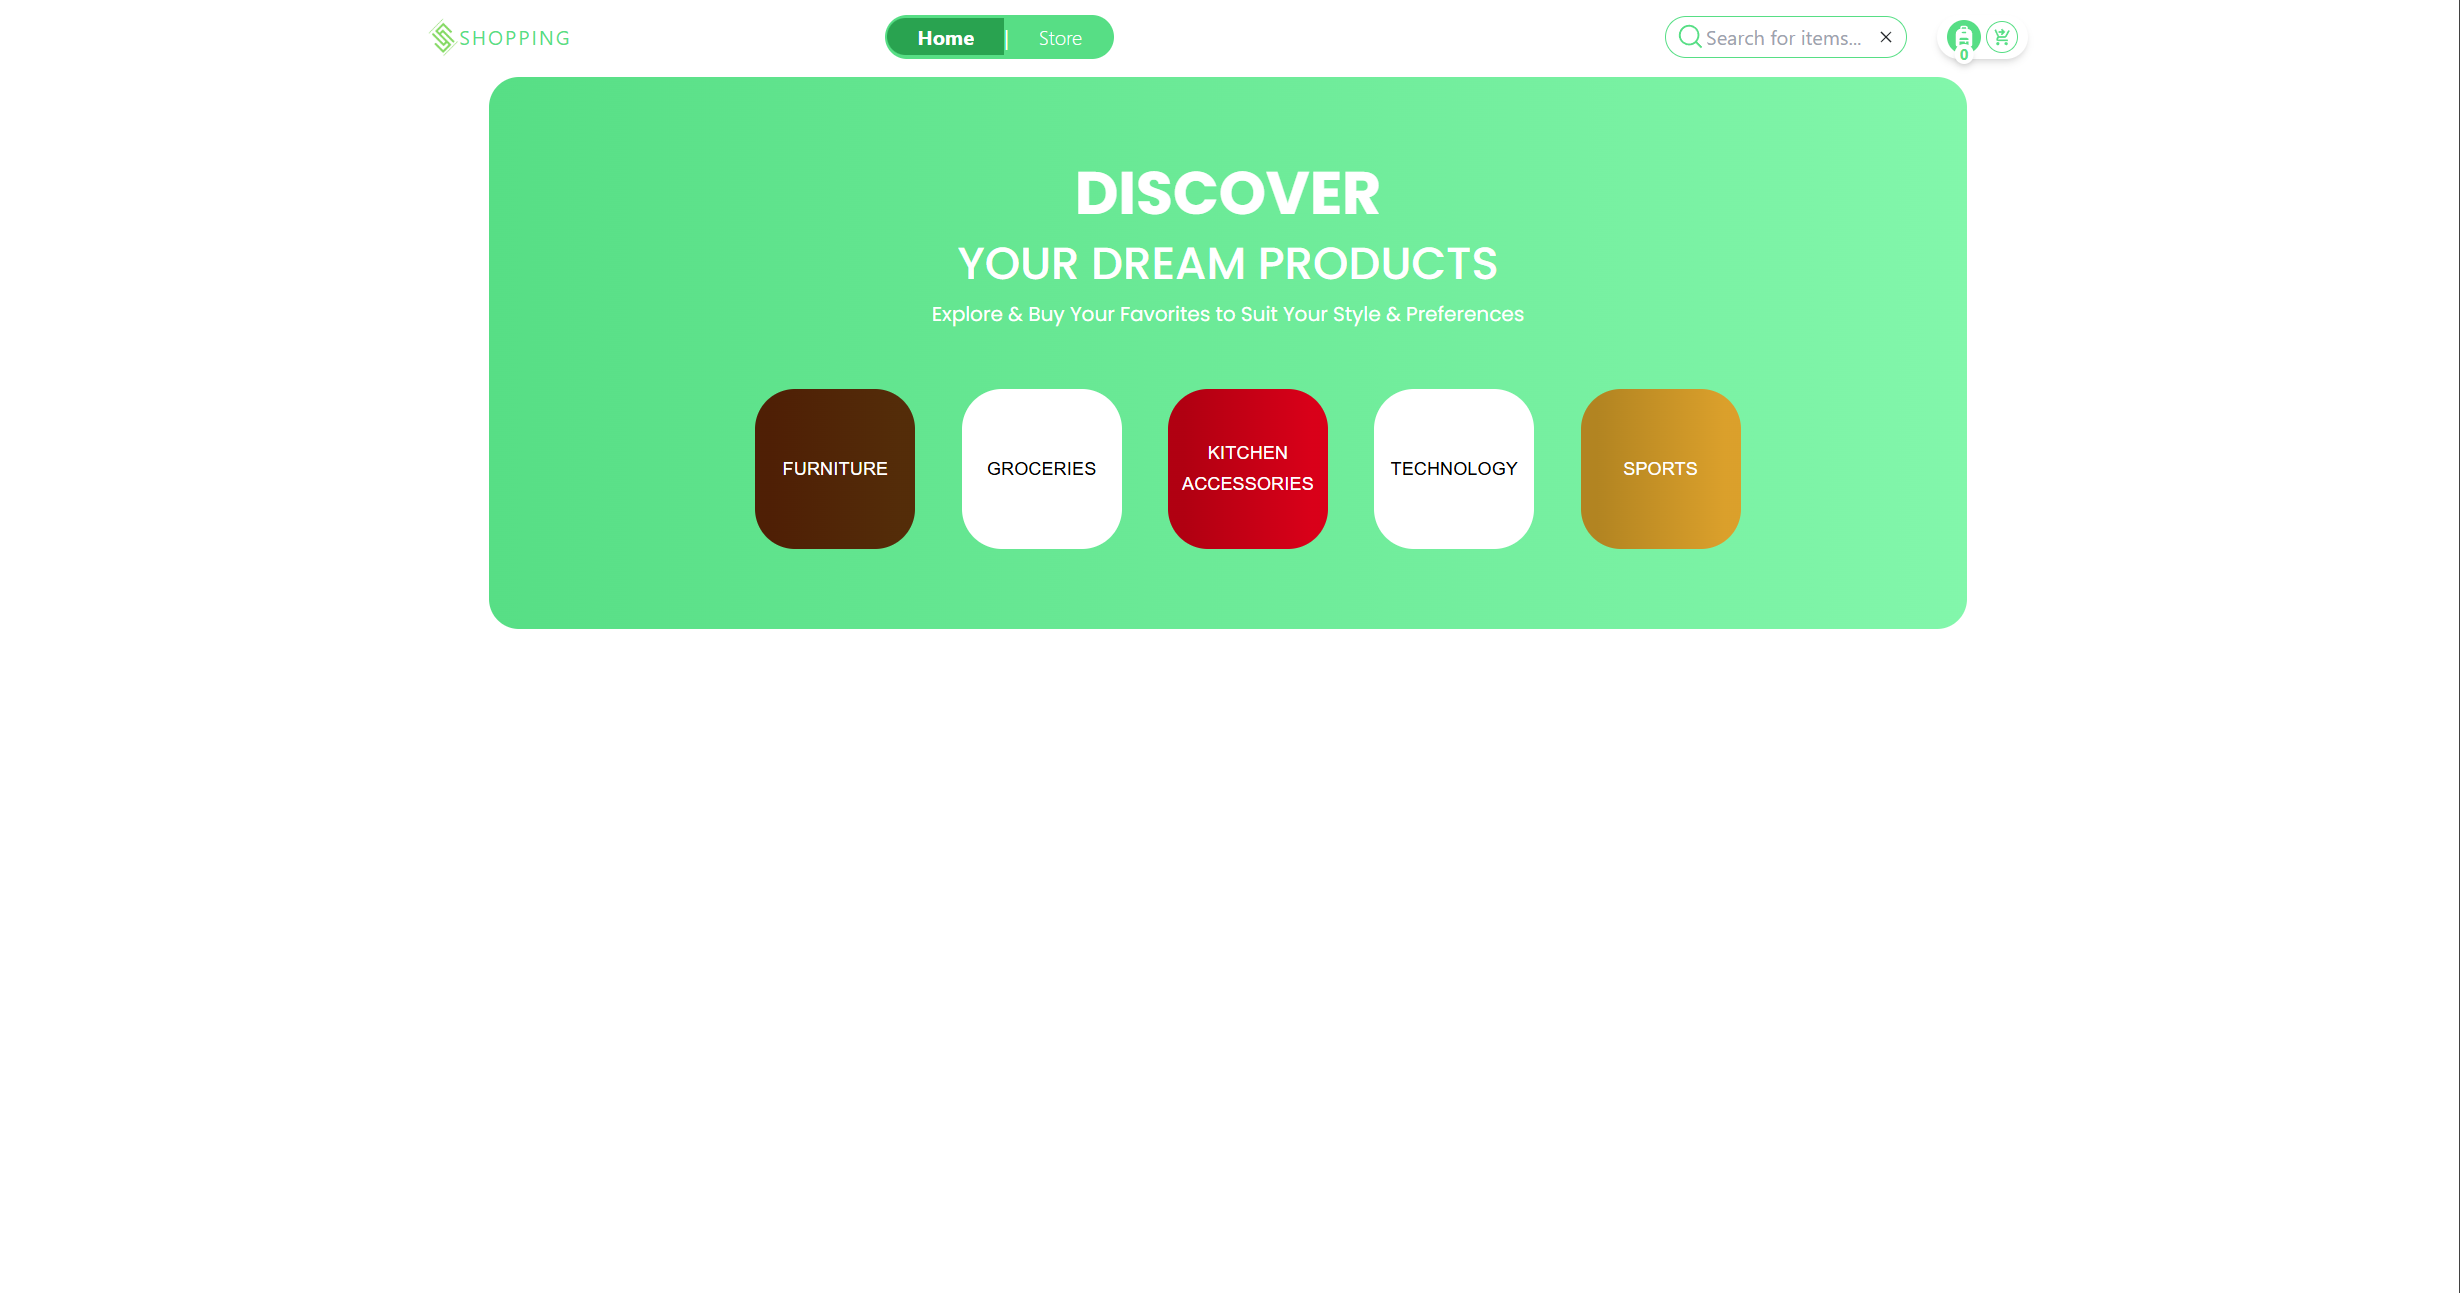 SHOPPING
Home | Store
Search for items...
0
DISCOVER
YOUR DREAM PRODUCTS
Explore & Buy Your Favorites to Suit Your Style & Preferences
FURNITURE
GROCERIES
KITCHEN
ACCESSORIES
TECHNOLOGY
SPORTS